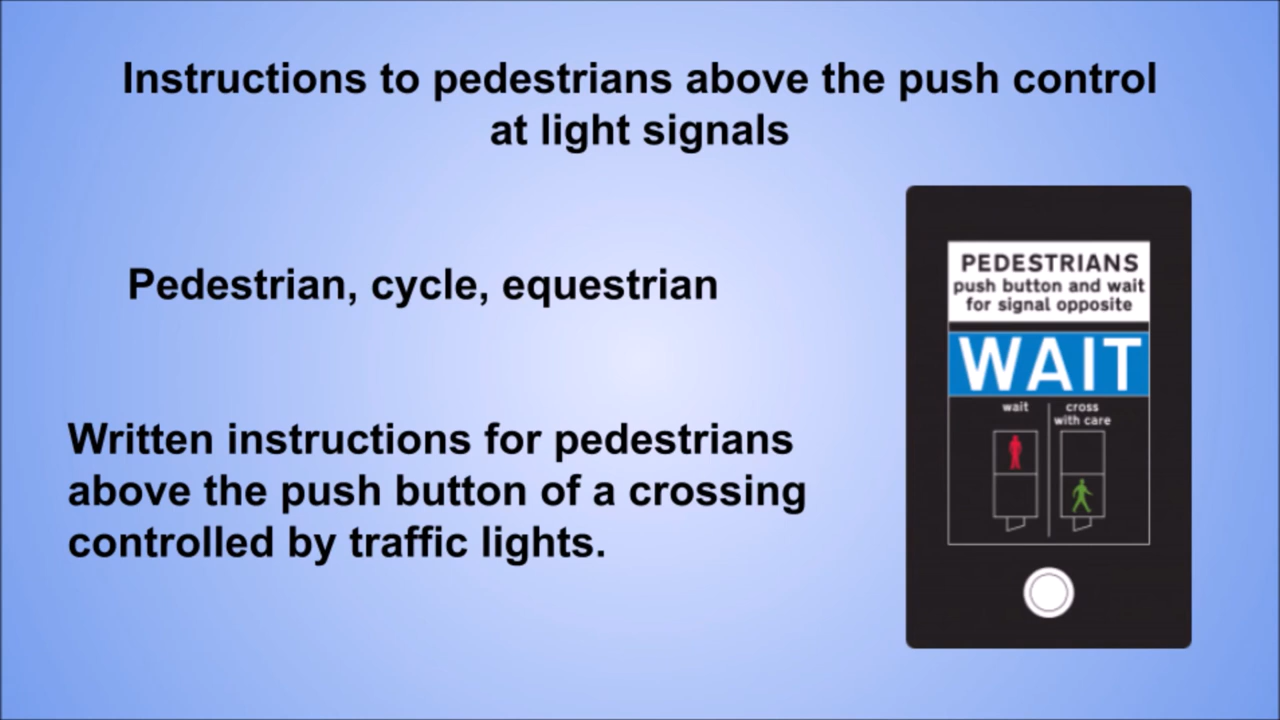 Instructions to pedestrians above the push control
at light signals
Pedestrian, cycle, equestrian
Written instructions for pedestrians
above the push button of a crossing
controlled by traffic lights.
PEDESTRIANS
push button and wait
for signal opposite
WAIT
wait
cross
with care